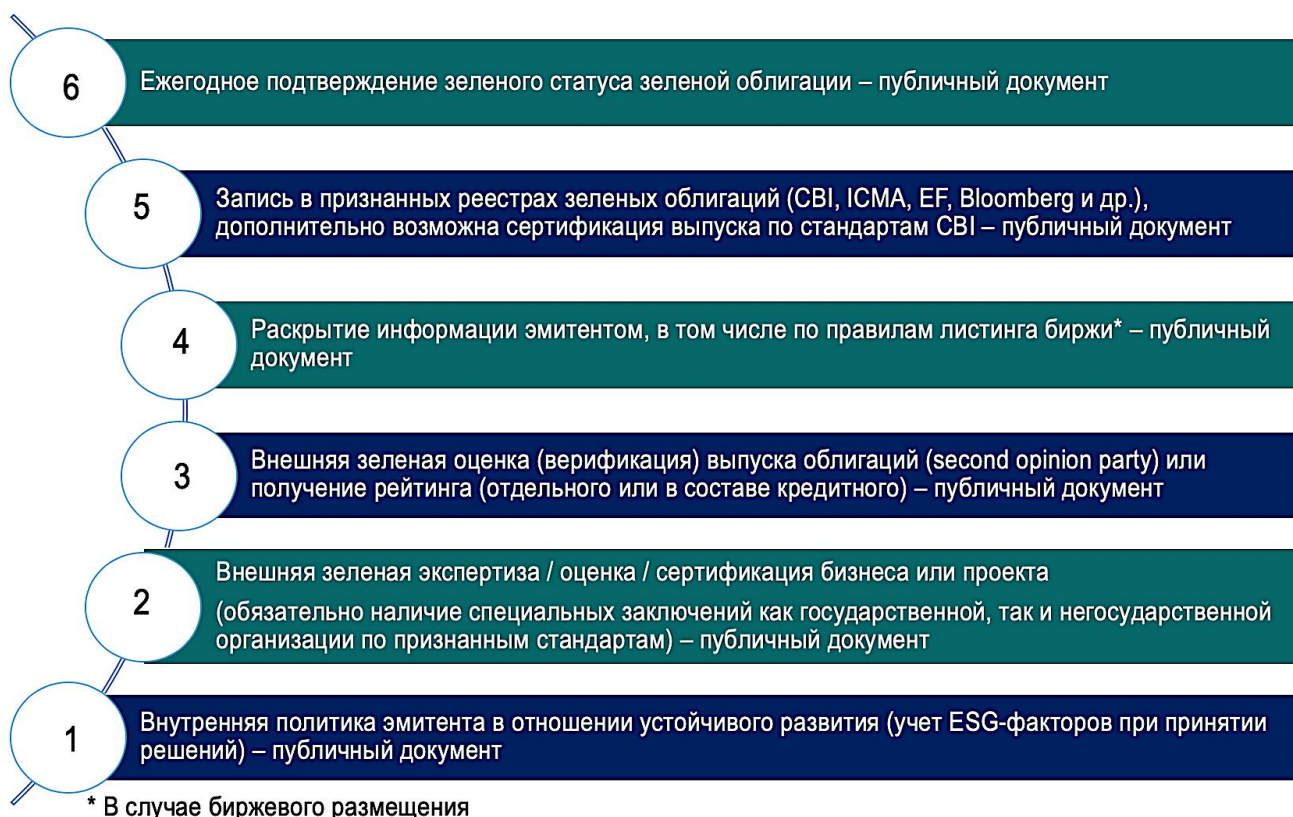 6
Ежегодное подтверждение зеленого статуса зеленой облигации – публичный документ
5
Запись в признанных реестрах зеленых облигаций (CBI, ICMA, EF, Bloomberg и др.),
дополнительно возможна сертификация выпуска по стандартам CBI – публичный документ
4
Раскрытие информации эмитентом, в том числе по правилам листинга биржи* – публичный
документ
3
Внешняя зеленая оценка (верификация) выпуска облигаций (second opinion party) или
получение рейтинга (отдельного или в составе кредитного) – публичный документ
2
Внешняя зеленая экспертиза / оценка / сертификация бизнеса или проекта
(обязательно наличие специальных заключений как государственной, так и негосударственной
организации по признанным стандартам) – публичный документ
1
Внутренняя политика эмитента в отношении устойчивого развития (учет ESG-факторов при принятии
решений) – публичный документ
* В случае биржевого размещения